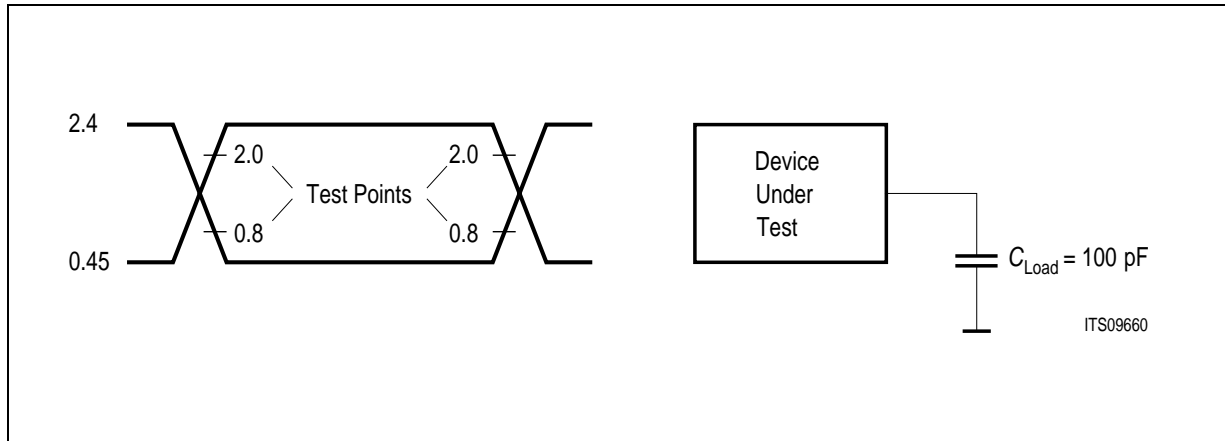 2.4
2.0
2.0
Test Points
0.8
0.8
0.45
Device
Under
Test
CLoad = 100 pF
ITS09660